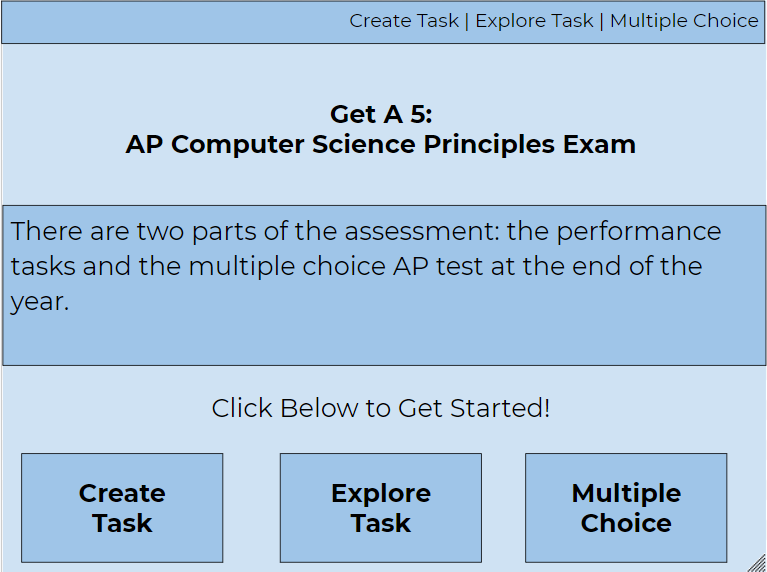 Create Task | Explore Task | Multiple Choice
Get A 5:
AP Computer Science Principles Exam
There are two parts of the assessment: the performance
tasks and the multiple choice AP test at the end of the
year.
Click Below to Get Started!
Create
Task
Explore
Task
Multiple
Choice